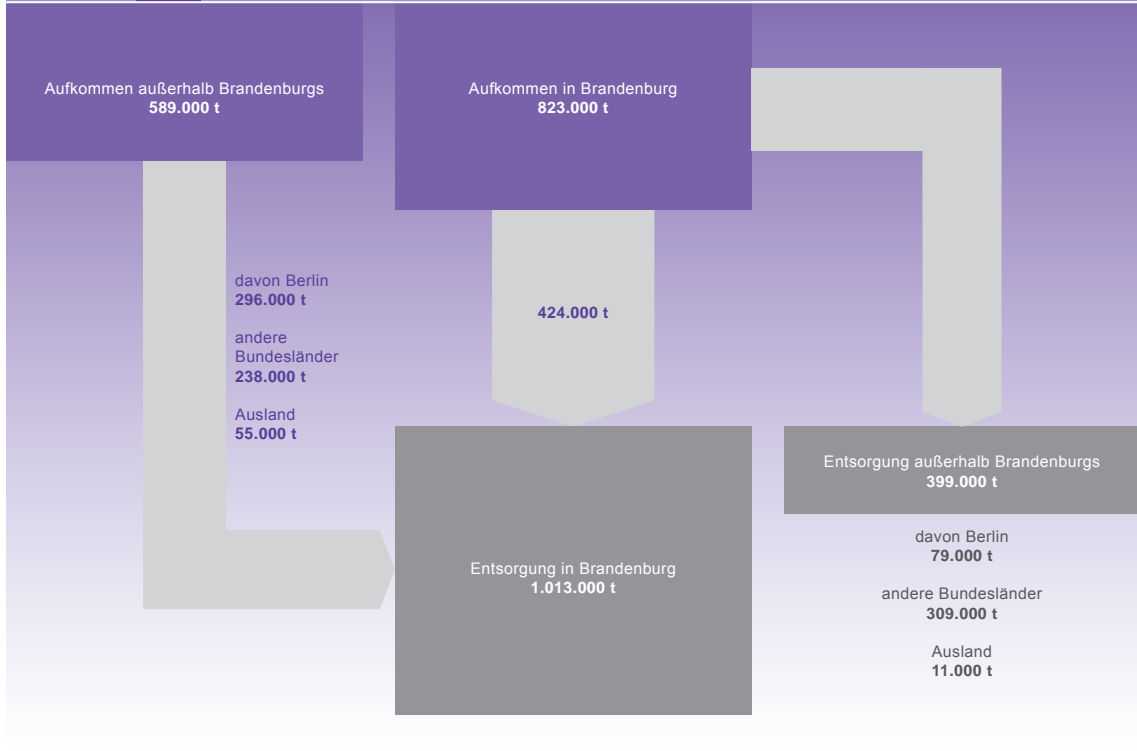 Aufkommen außerhalb Brandenburgs
589.000 t
Aufkommen in Brandenburg
823.000 t
davon Berlin
296.000 t
andere
Bundesländer
238.000 t
Ausland
55.000 t
424.000 t
Entsorgung in Brandenburg
1.013.000 t
Entsorgung außerhalb Brandenburgs
399.000 t
davon Berlin
79.000 t
andere Bundesländer
309.000 t
Ausland
11.000 t